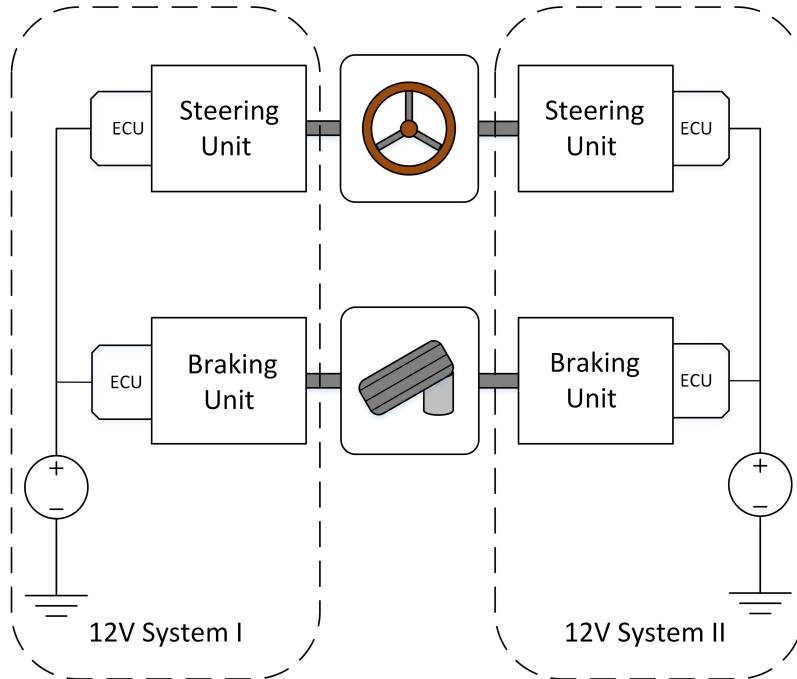 ECU
Steering
Unit
Steering
Unit
ECU
ECU
Braking
Unit
Braking
Unit
ECU
+
−
+
−
12V System I
12V System II